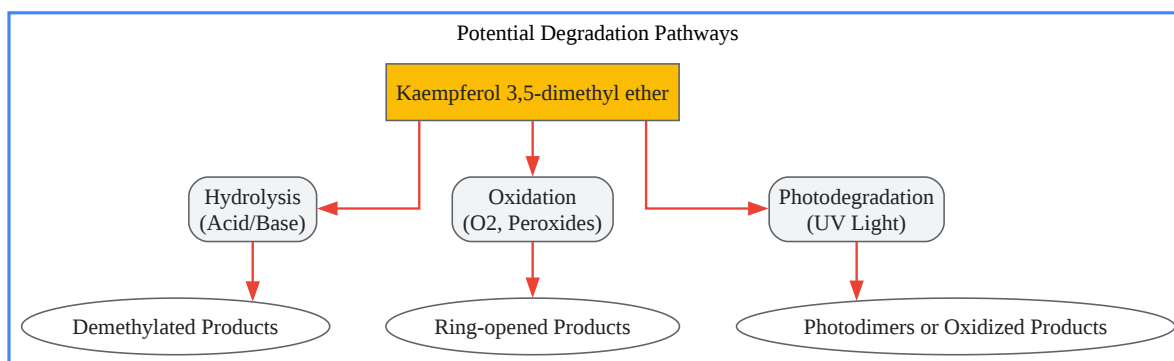 Potential Degradation Pathways
Kaempferol 3,5-dimethyl ether
Hydrolysis
(Acid/Base)
Oxidation
(O2, Peroxides)
Photodegradation
(UV Light)
Demethylated Products
Ring-opened Products
Photodimers or Oxidized Products